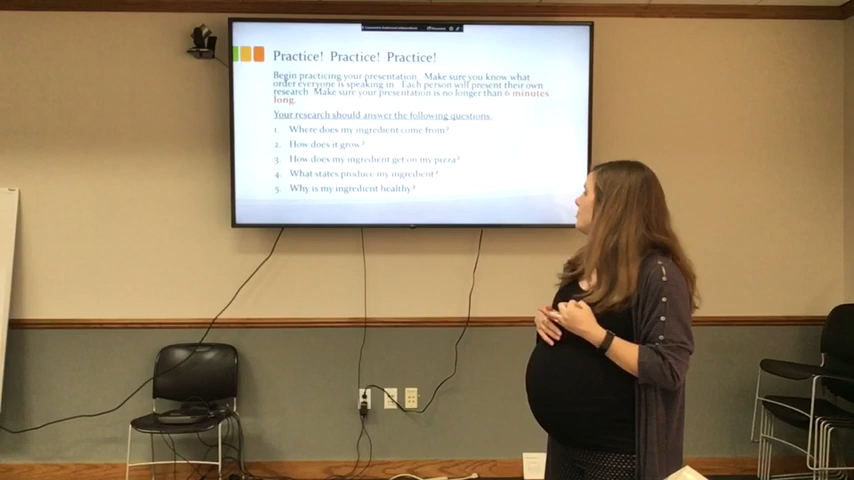 Practice! Practice! Practice!
Begin practicing your presentation. Make sure you know what
order everyone is speaking in. Each person will present their own
research. Make sure your presentation is no longer than 6 minutes
long.
Your research should answer the following questions.
1. Where does my ingredient come from?
2. How does it grow?
3. How does my ingredient get on my pizza?
4. What states produce my ingredient?
5. Why is my ingredient healthy?